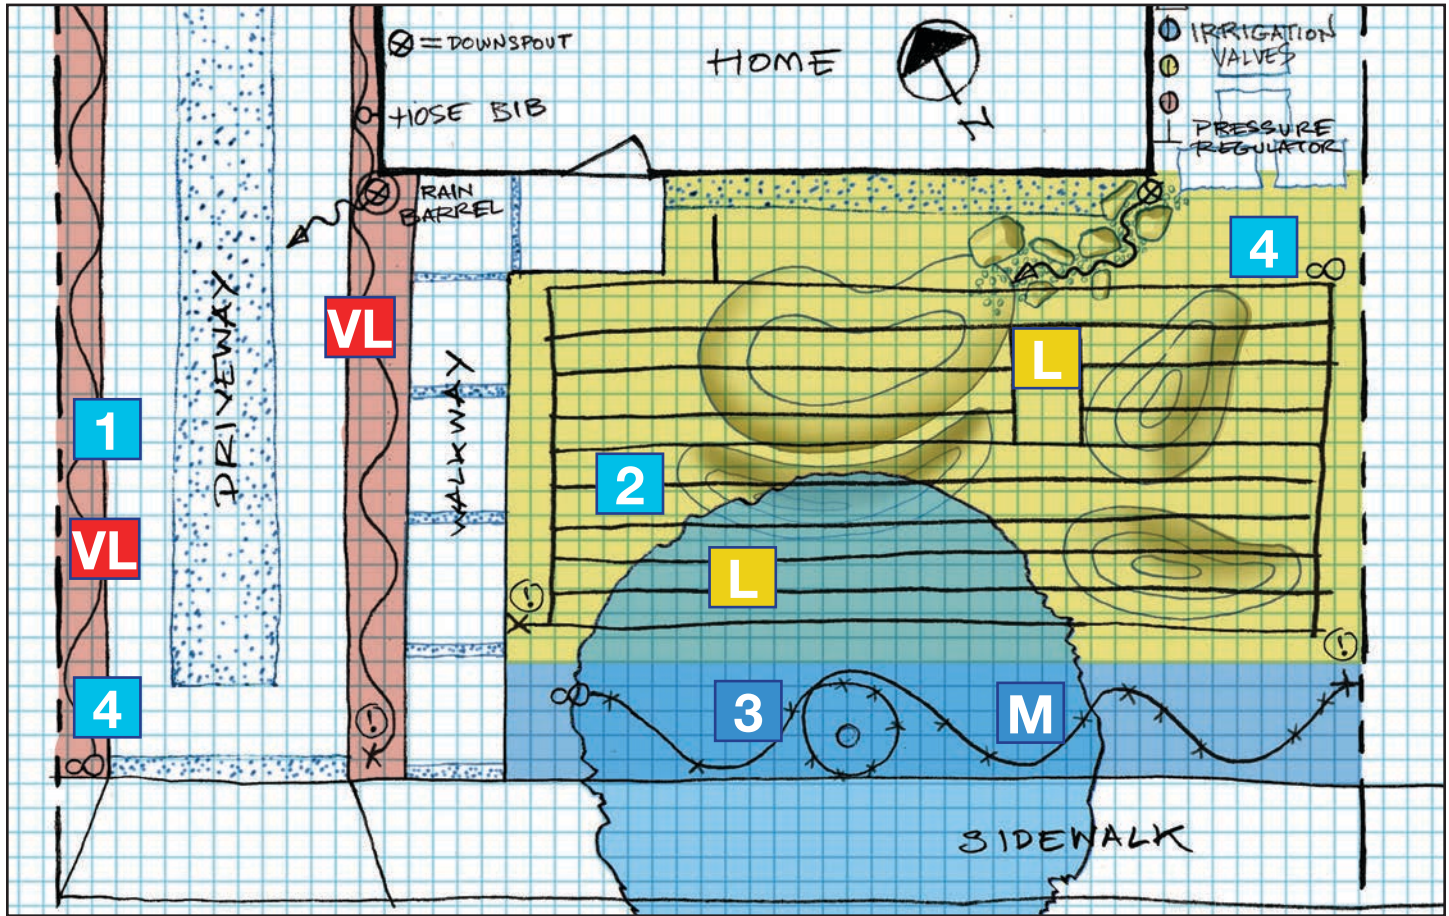 ⊗ = DOWNSPOUT
HOME
IRRIGATION
VALVES
HOSE BIB
N
PRESSURE
REGULATOR
RAIN
BARREL
4
DRIVEWAY
VL
WALKWAY
L
1
2
VL
L
4
3
M
SIDEWALK